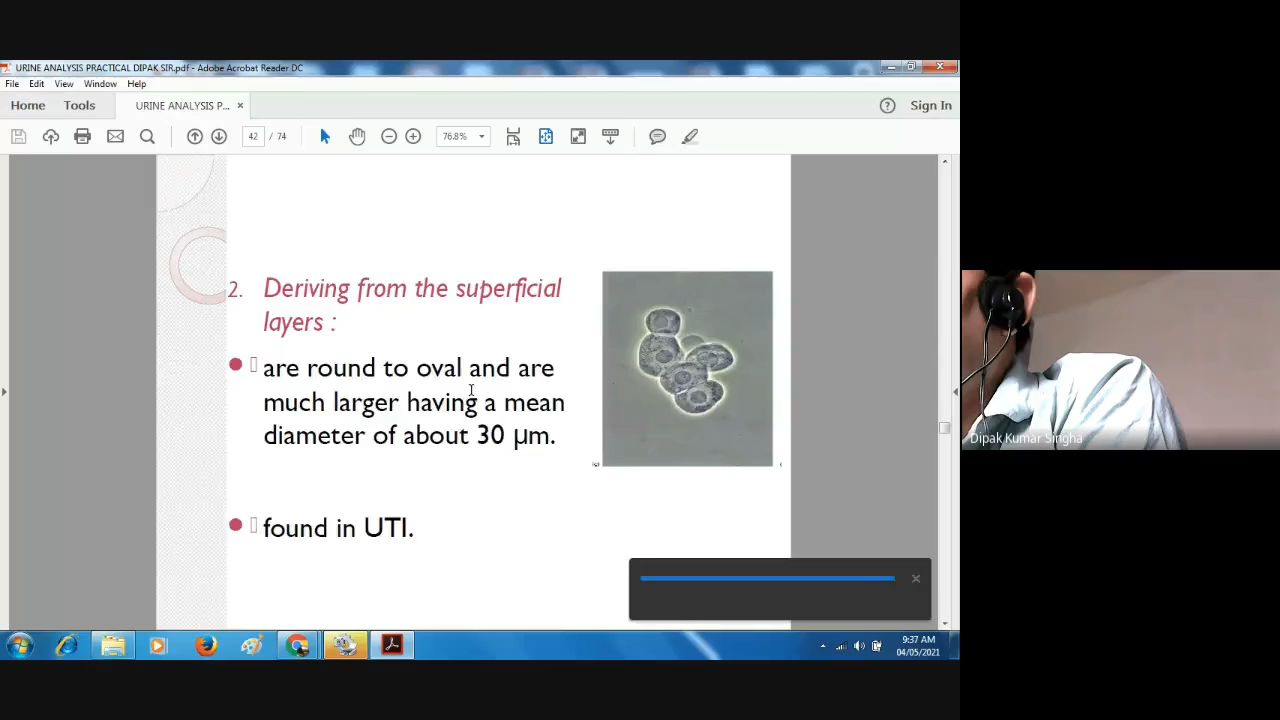 URINE ANALYSIS PRACTICAL DIPAK SIR.pdf - Adobe Acrobat Reader DC
File Edit View Window Help
Home Tools URINE ANALYSIS P... × Sign In
42 / 74 76.8%
2. Deriving from the superficial
layers :
are round to oval and are
much larger having a mean
diameter of about 30 µm.
found in UTI.
Dipak Kumar Singha
9:37 AM
04/05/2021